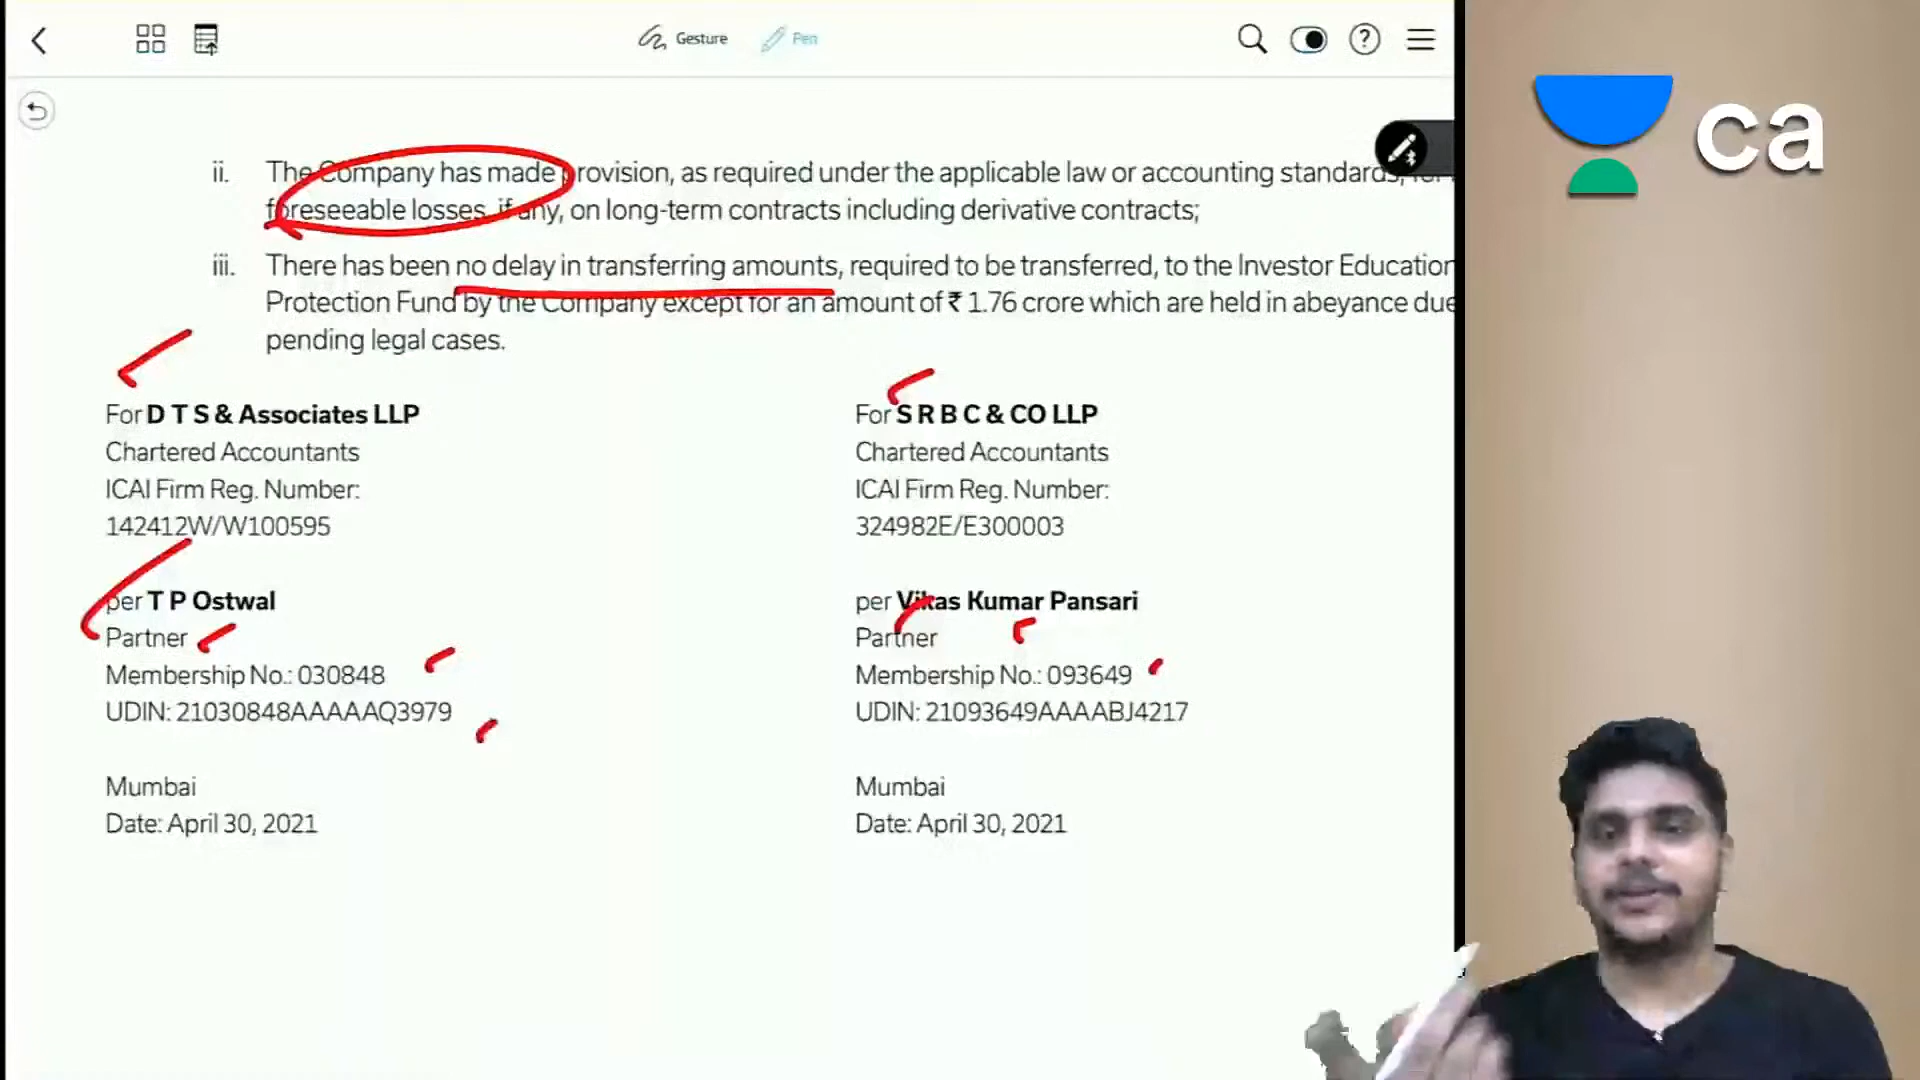 Gesture Pen
ca
ii. The Company has made provision, as required under the applicable law or accounting standards,
foreseeable losses, if any, on long-term contracts including derivative contracts;
iii. There has been no delay in transferring amounts, required to be transferred, to the Investor Education
Protection Fund by the Company except for an amount of ₹ 1.76 crore which are held in abeyance due
pending legal cases.
For D T S & Associates LLP
Chartered Accountants
ICAI Firm Reg. Number:
142412W/W100595
per T P Ostwal
Partner
Membership No.: 030848
UDIN: 21030848AAAAAQ3979
Mumbai
Date: April 30, 2021
For S R B C & CO LLP
Chartered Accountants
ICAI Firm Reg. Number:
324982E/E300003
per Vikas Kumar Pansari
Partner
Membership No.: 093649
UDIN: 21093649AAAABJ4217
Mumbai
Date: April 30, 2021